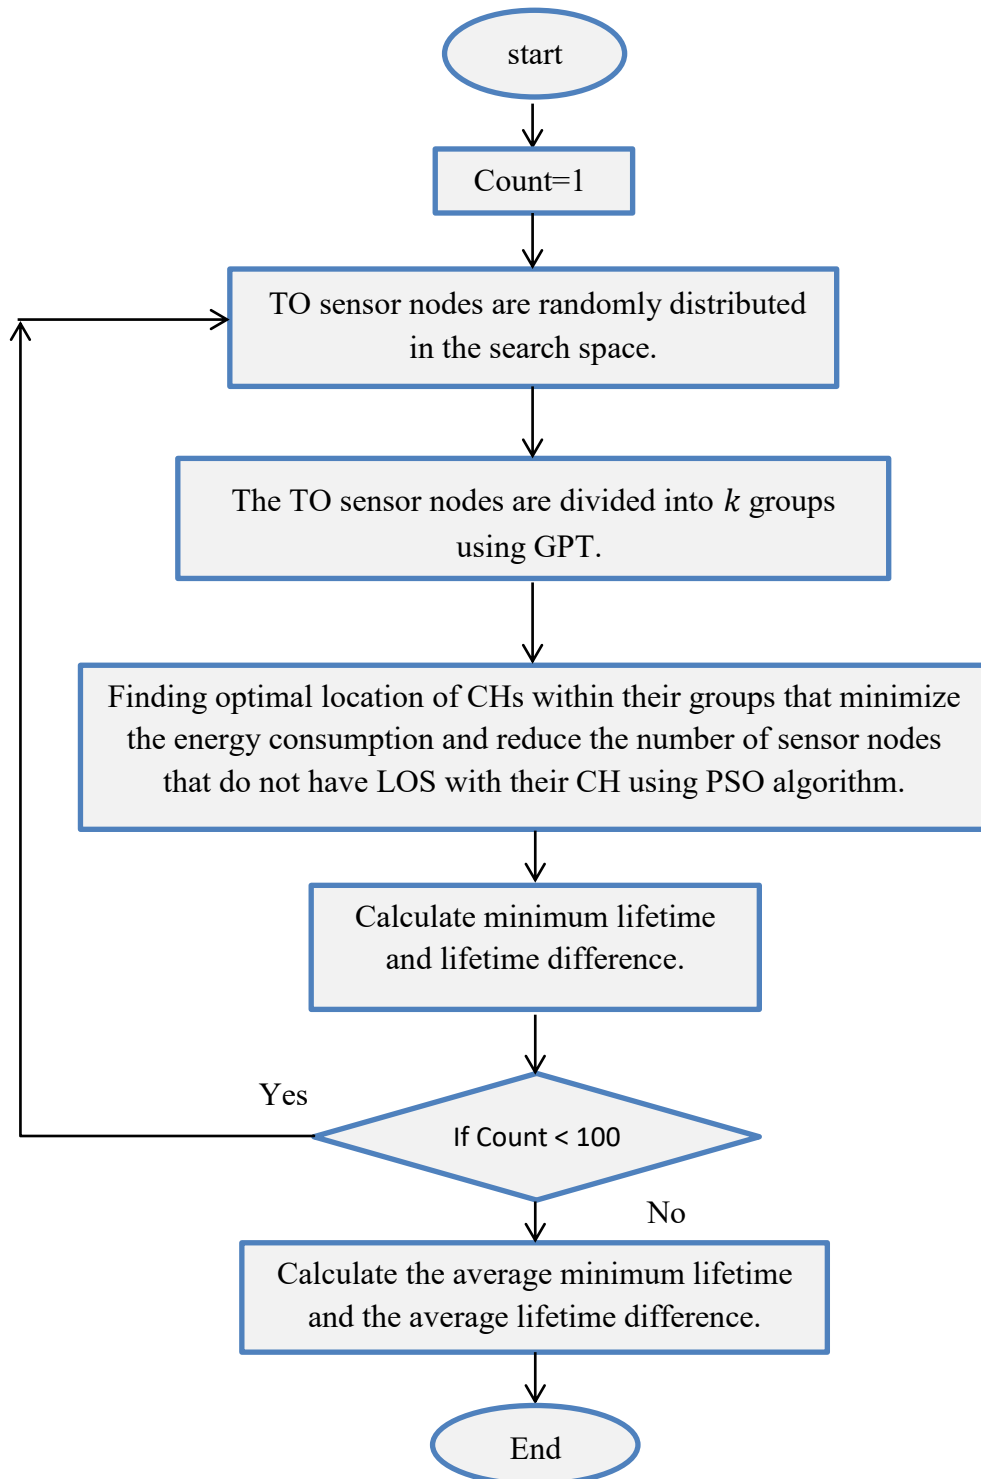 start
Count=1
TO sensor nodes are randomly distributed
in the search space.
The TO sensor nodes are divided into k groups
using GPT.
Finding optimal location of CHs within their groups that minimize
the energy consumption and reduce the number of sensor nodes
that do not have LOS with their CH using PSO algorithm.
Calculate minimum lifetime
and lifetime difference.
Yes
If Count < 100
No
Calculate the average minimum lifetime
and the average lifetime difference.
End